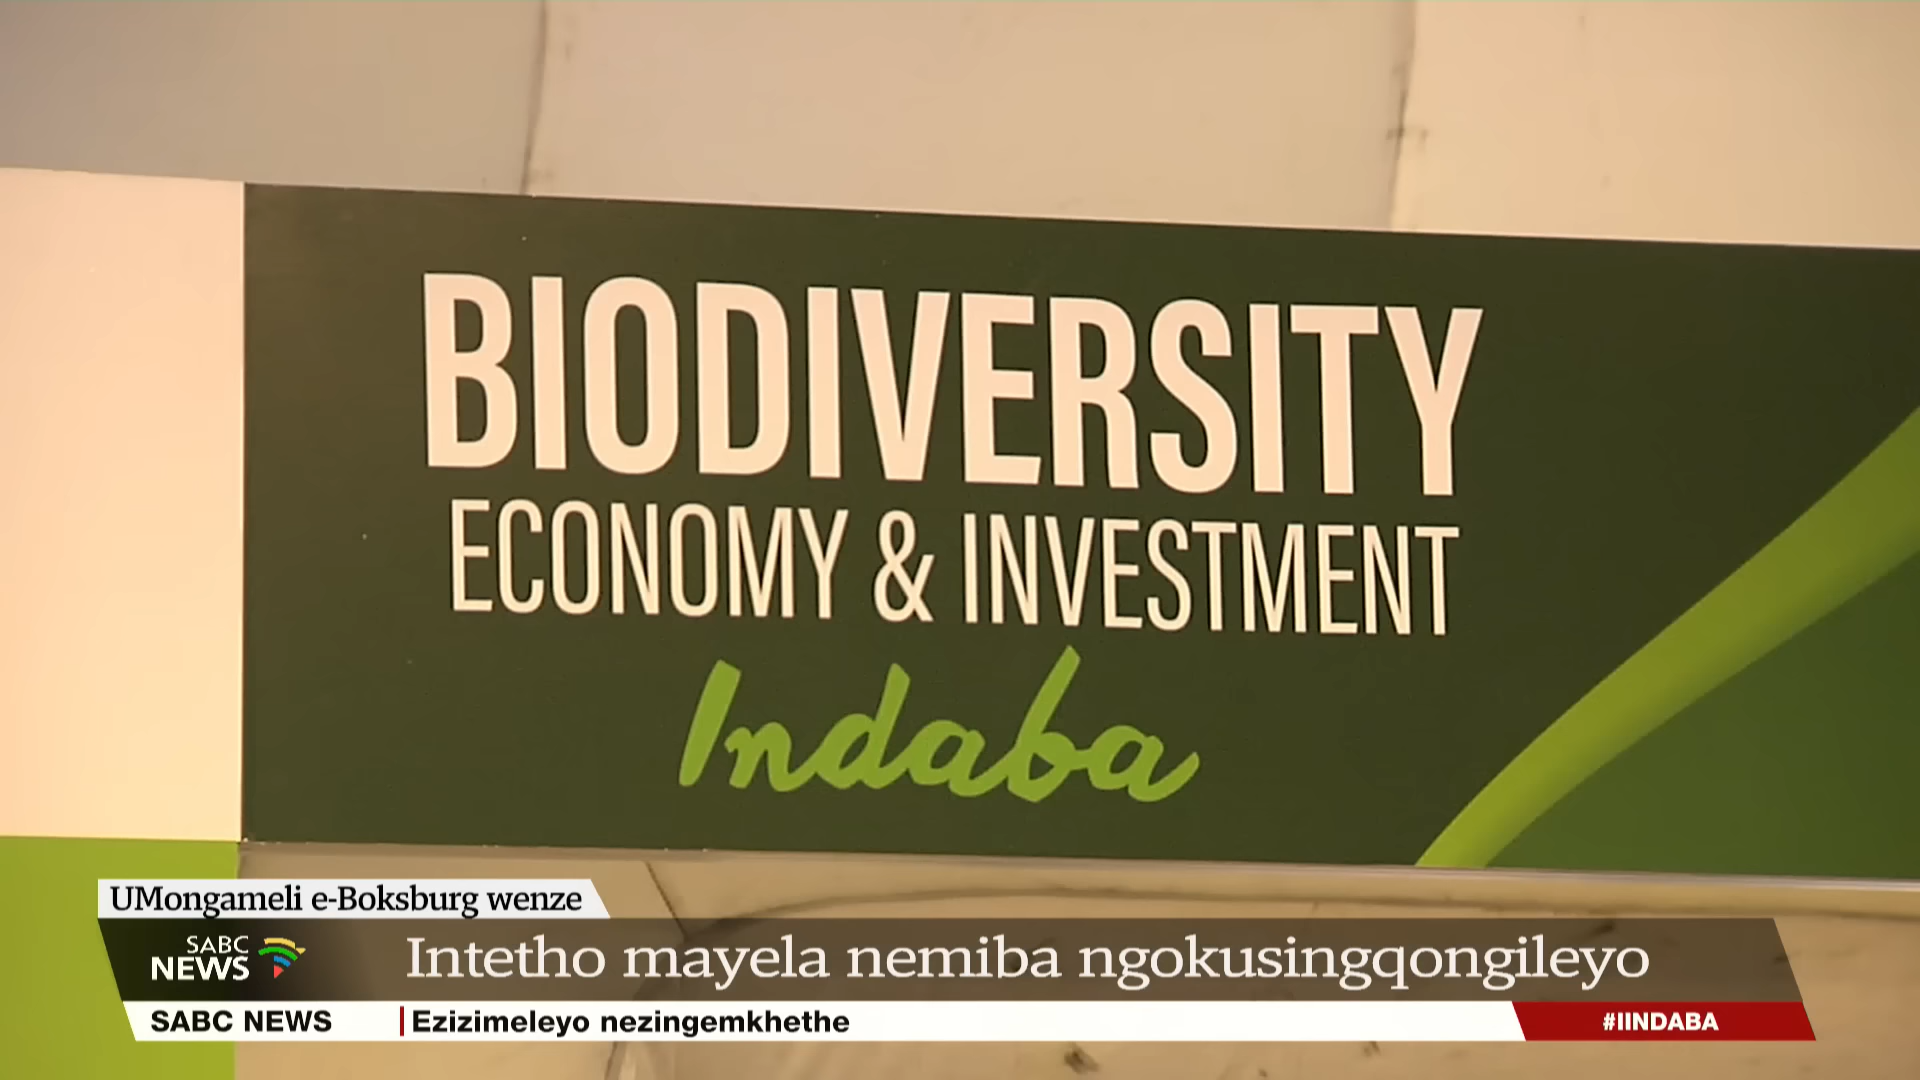 BIODIVERSITY
ECONOMY & INVESTMENT
Indaba
UMongameli e-Boksburg wenze
SABC
NEWS
Intetho mayela nemiba ngokusingqongileyo
SABC NEWS
Ezizimeleyo nezingemkhethe
#IINDABA